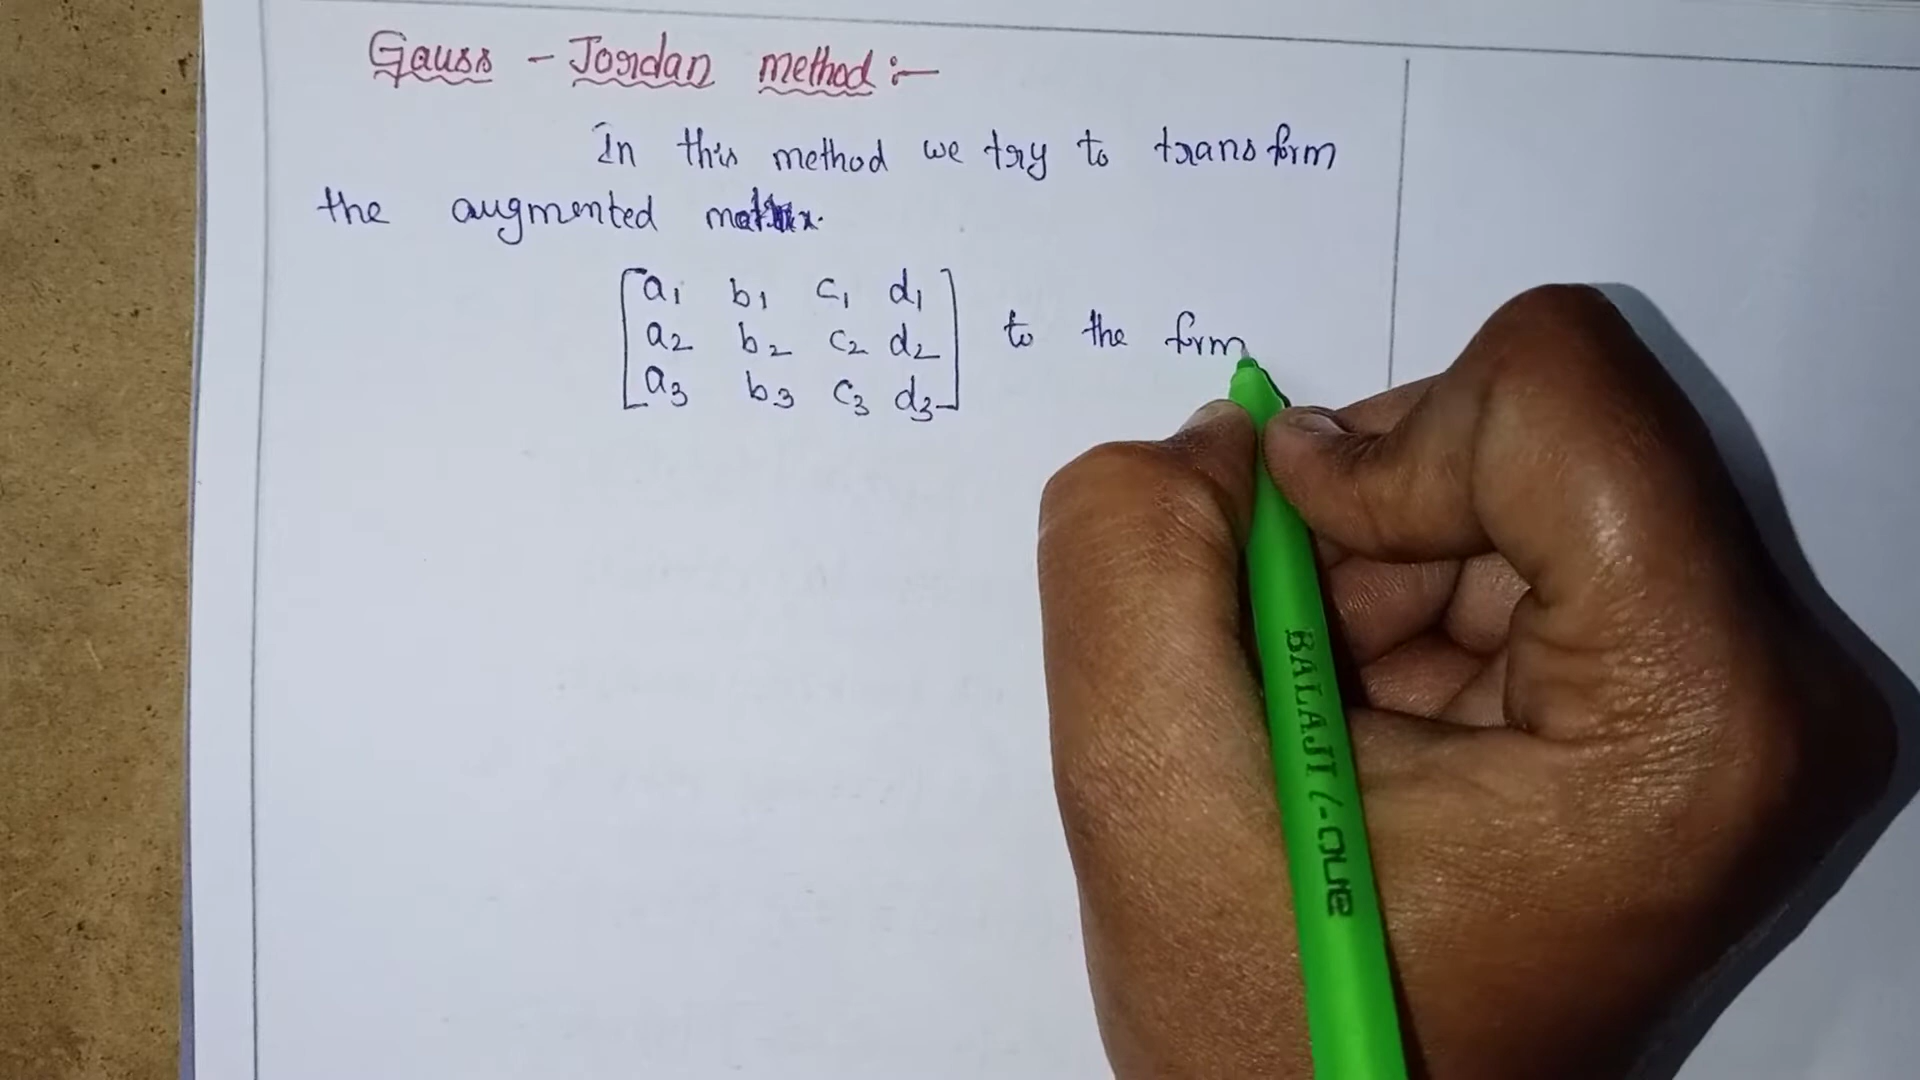 Gauss - Jordan method :-
In this method we try to transform
the augmented matrix.
a1 b1 c1 d1
a2 b2 c2 d2 to the form
a3 b3 c3 d3
BALAJI